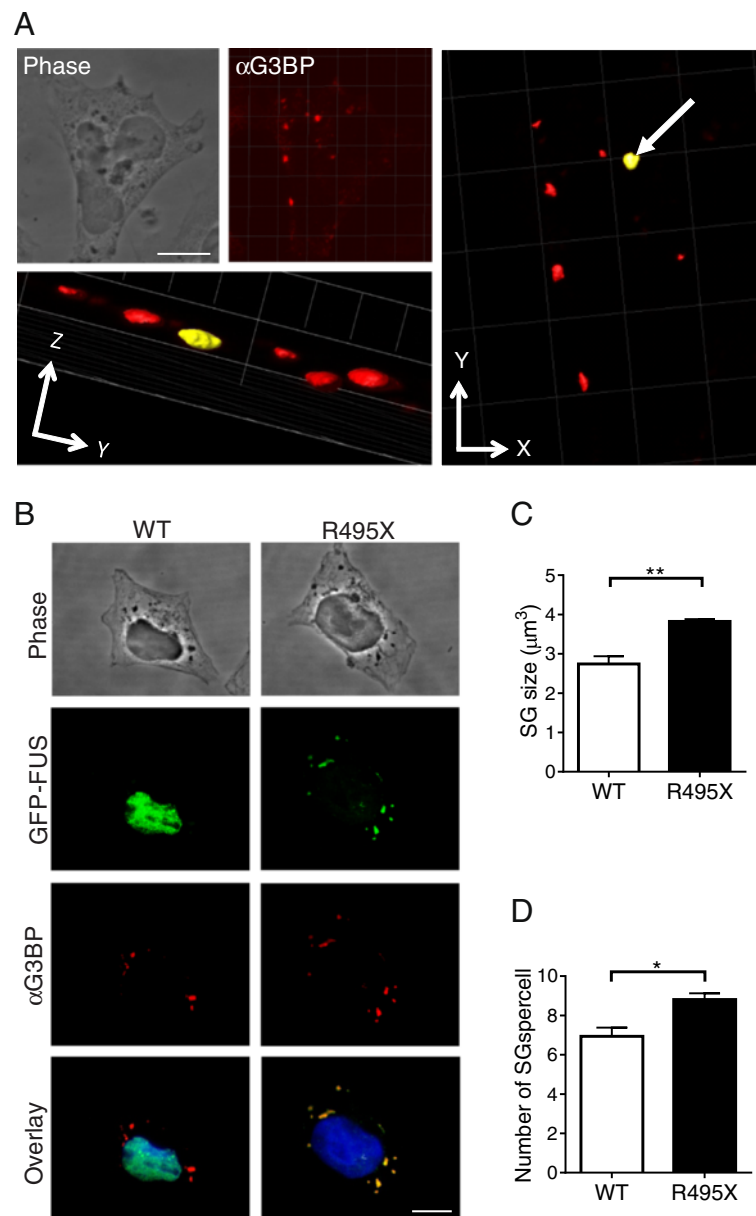 A
Phase
αG3BP
Z
Y
Y
X
B
WT
R495X
Phase
GFP-FUS
αG3BP
Overlay
C
**
SG size (μm³)
5
4
3
2
1
0
WT
R495X
D
*
Number of SGspercell
10
8
6
4
2
0
WT
R495X